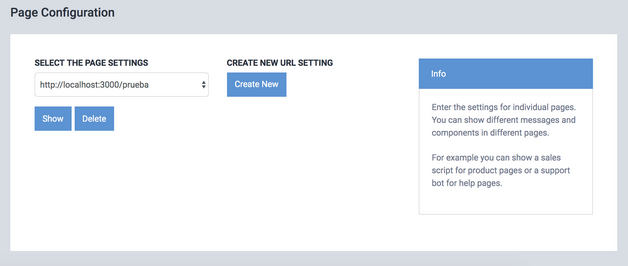 Page Configuration
SELECT THE PAGE SETTINGS
http://localhost:3000/prueba
Show
Delete
CREATE NEW URL SETTING
Create New
Info
Enter the settings for individual pages.
You can show different messages and
components in different pages.
For example you can show a sales
script for product pages or a support
bot for help pages.